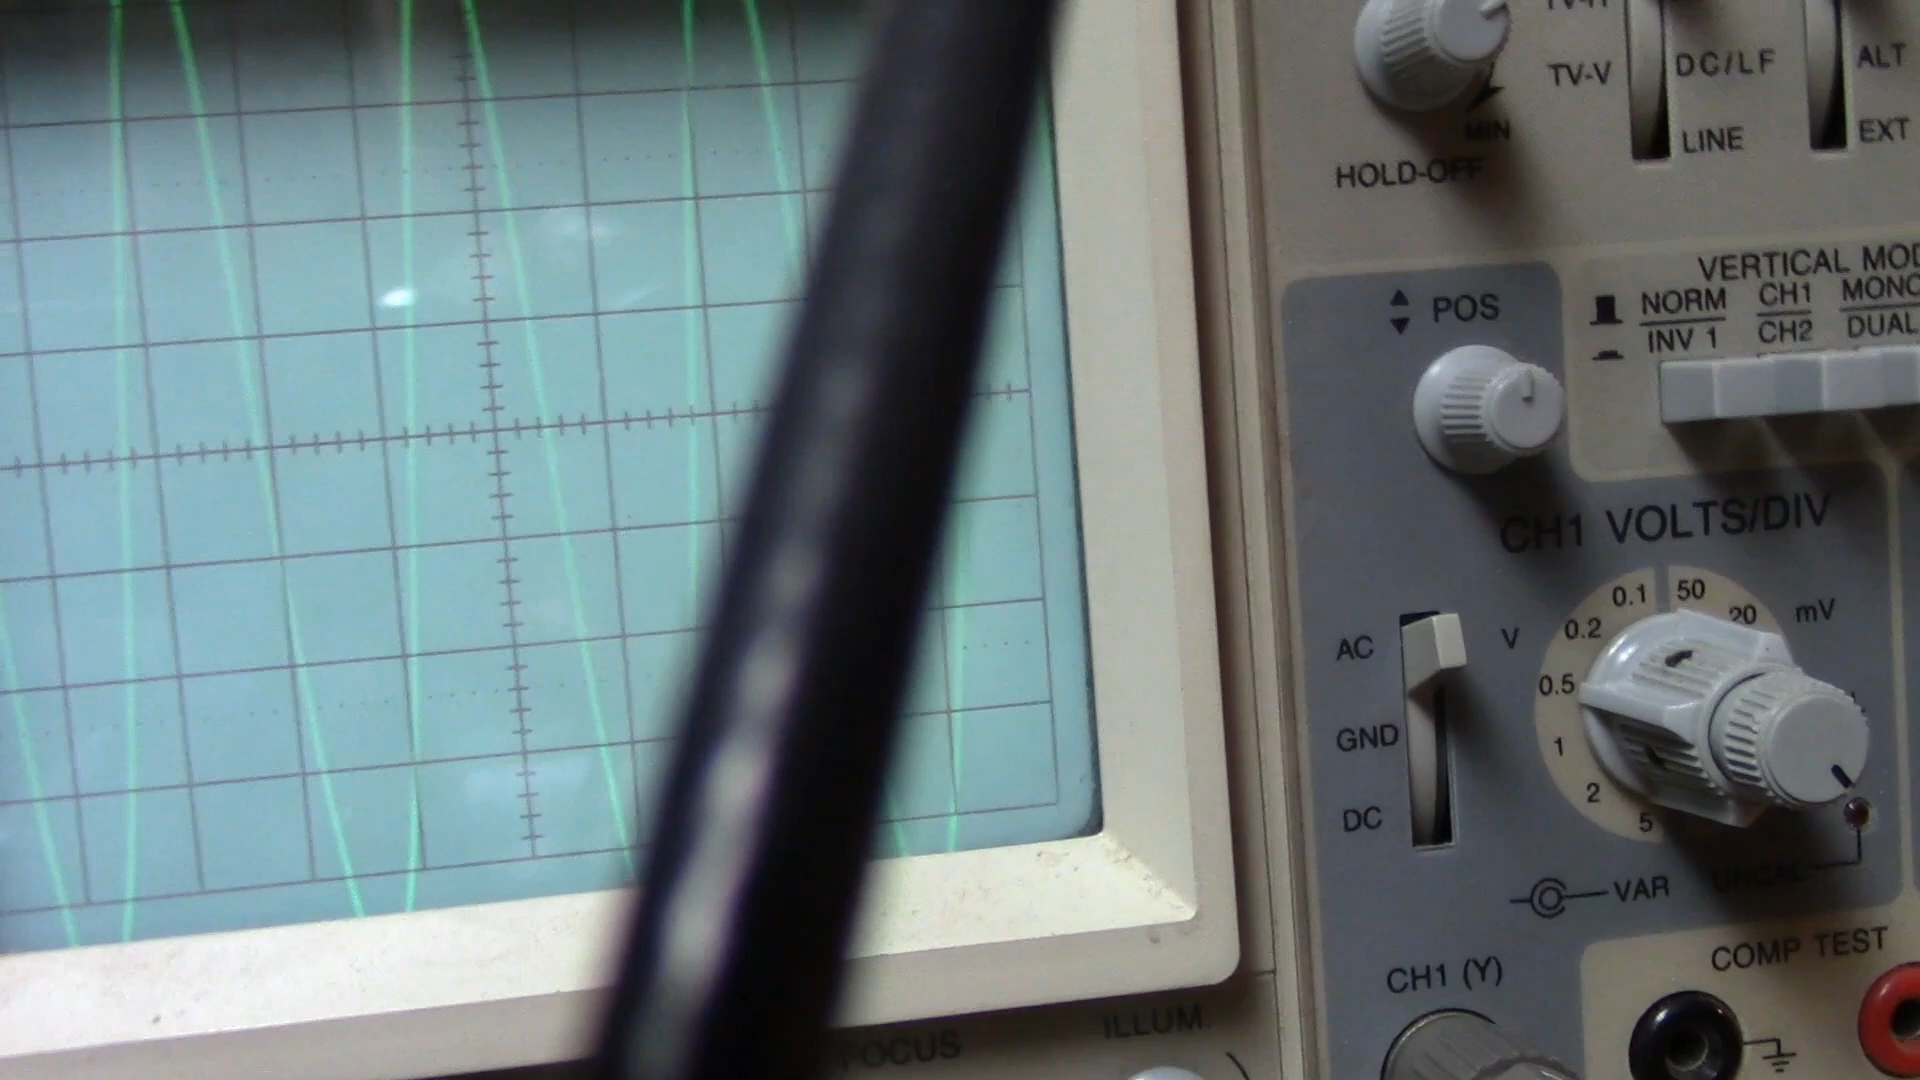 TV-V
DC/LF
ALT
MIN
LINE
EXT
HOLD-OFF
VERTICAL
POS
NORM
CH1
INV 1
CH2
DUAL
CH1 VOLTS/DIV
0.1
50
mV
0.2
20
V
AC
0.5
GND
1
2
DC
5
UNCAL
VAR
COMP TEST
CH1 (Y)
FOCUS
ILLUM.